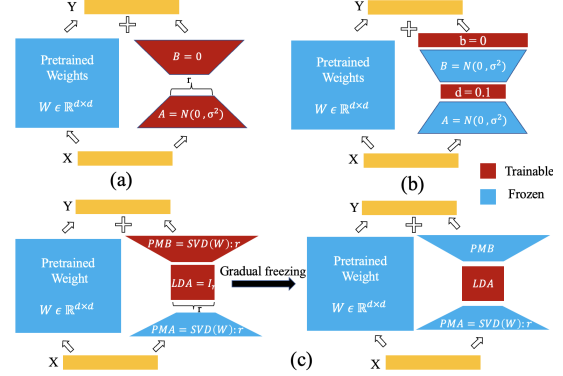 Y
Pretrained
Weights
W ϵ ℝ^{d×d}
B = 0
r
A = N(0, σ²)
X
(a)
Y
Pretrained
Weights
W ϵ ℝ^{d×d}
b = 0
B = N(0, σ²)
d = 0.1
A = N(0, σ²)
X
(b)
Trainable
Frozen
Y
Pretrained
Weight
W ϵ ℝ^{d×d}
PMB = SVD(W): r
LDA = I_r
r
PMA = SVD(W): r
X
Gradual freezing
(c)
Y
Pretrained
Weight
W ϵ ℝ^{d×d}
PMB
LDA
PMA = SVD(W): r
X